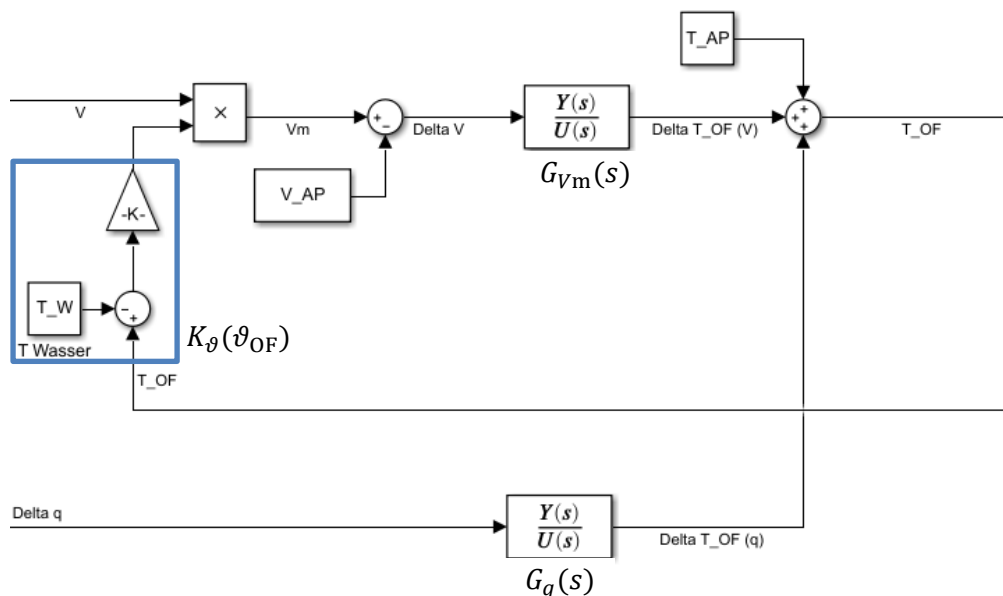 T_AP
V
×
Vm
+
−
Delta V
Y(s)
U(s)
Delta T_OF (V)
+
+
+
T_OF
G_Vm(s)
V_AP
-K-
T_W
−
+
T Wasser
K_ϑ(ϑ_OF)
T_OF
Delta q
Y(s)
U(s)
Delta T_OF (q)
G_q(s)